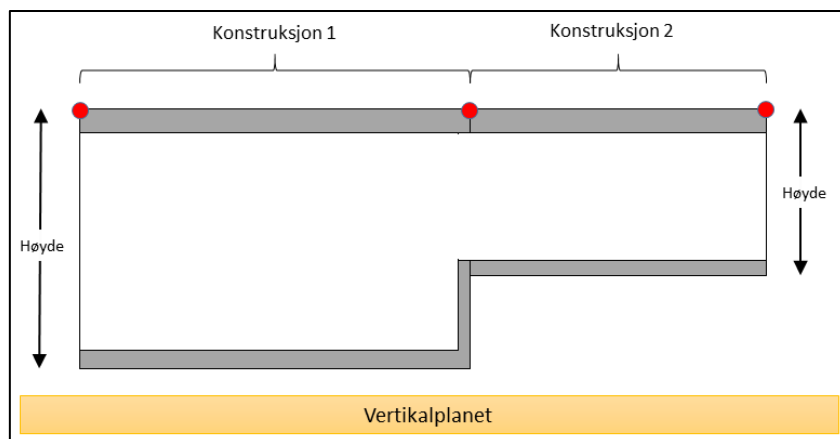 Konstruksjon 1
Konstruksjon 2
Høyde
Høyde
Vertikalplanet